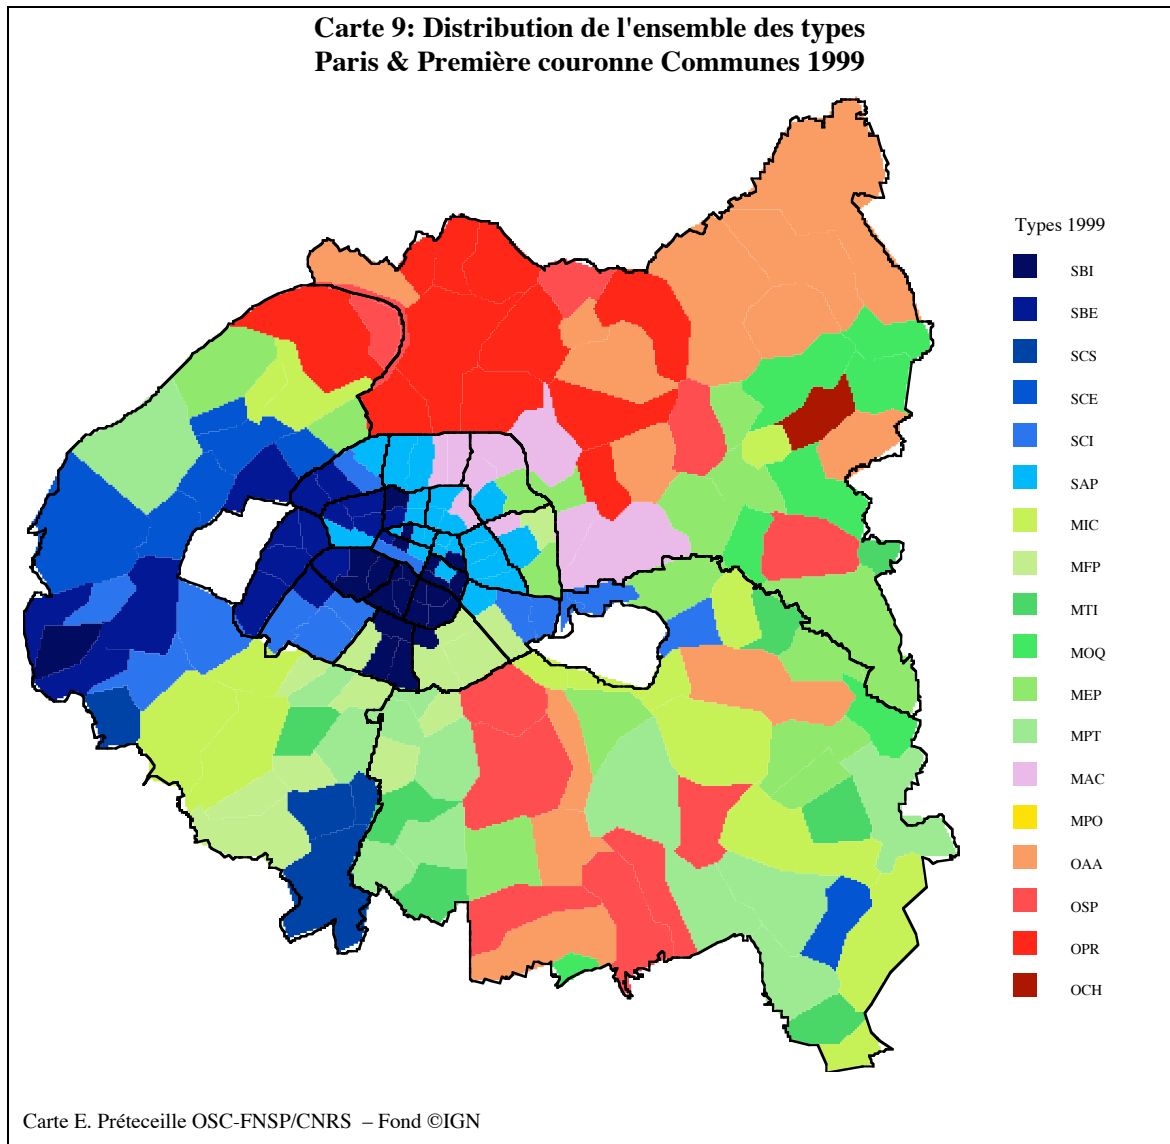 Carte 9: Distribution de l'ensemble des types
Paris & Première couronne Communes 1999
Types 1999
SBI
SBE
SCS
SCE
SCI
SAP
MIC
MFP
MTI
MOQ
MEP
MPT
MAC
MPO
OAA
OSP
OPR
OCH
Carte E. Préteceille OSC-FNSP/CNRS – Fond ©IGN